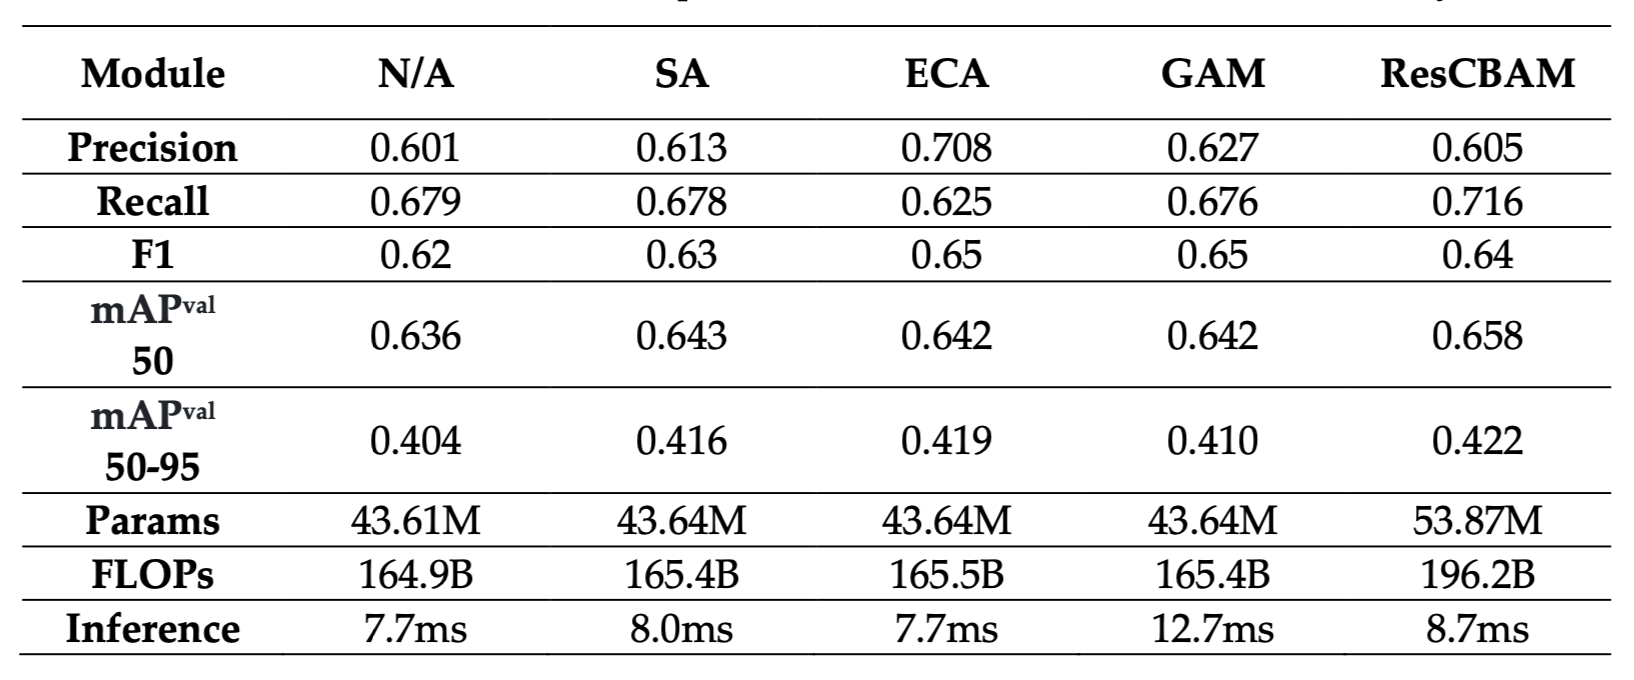 Module N/A SA ECA GAM ResCBAM
Precision 0.601 0.613 0.708 0.627 0.605
Recall 0.679 0.678 0.625 0.676 0.716
F1 0.62 0.63 0.65 0.65 0.64
mAPval
50 0.636 0.643 0.642 0.642 0.658
mAPval
50-95 0.404 0.416 0.419 0.410 0.422
Params 43.61M 43.64M 43.64M 43.64M 53.87M
FLOPs 164.9B 165.4B 165.5B 165.4B 196.2B
Inference 7.7ms 8.0ms 7.7ms 12.7ms 8.7ms